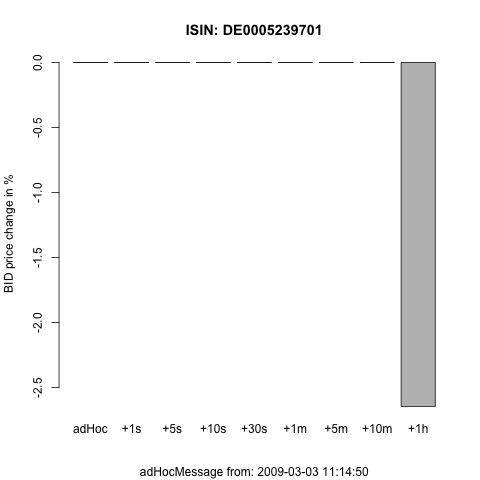 ISIN: DE0005239701
BID price change in %
0.0
-0.5
-1.0
-1.5
-2.0
-2.5
adHoc +1s +5s +10s +30s +1m +5m +10m +1h
adHocMessage from: 2009-03-03 11:14:50